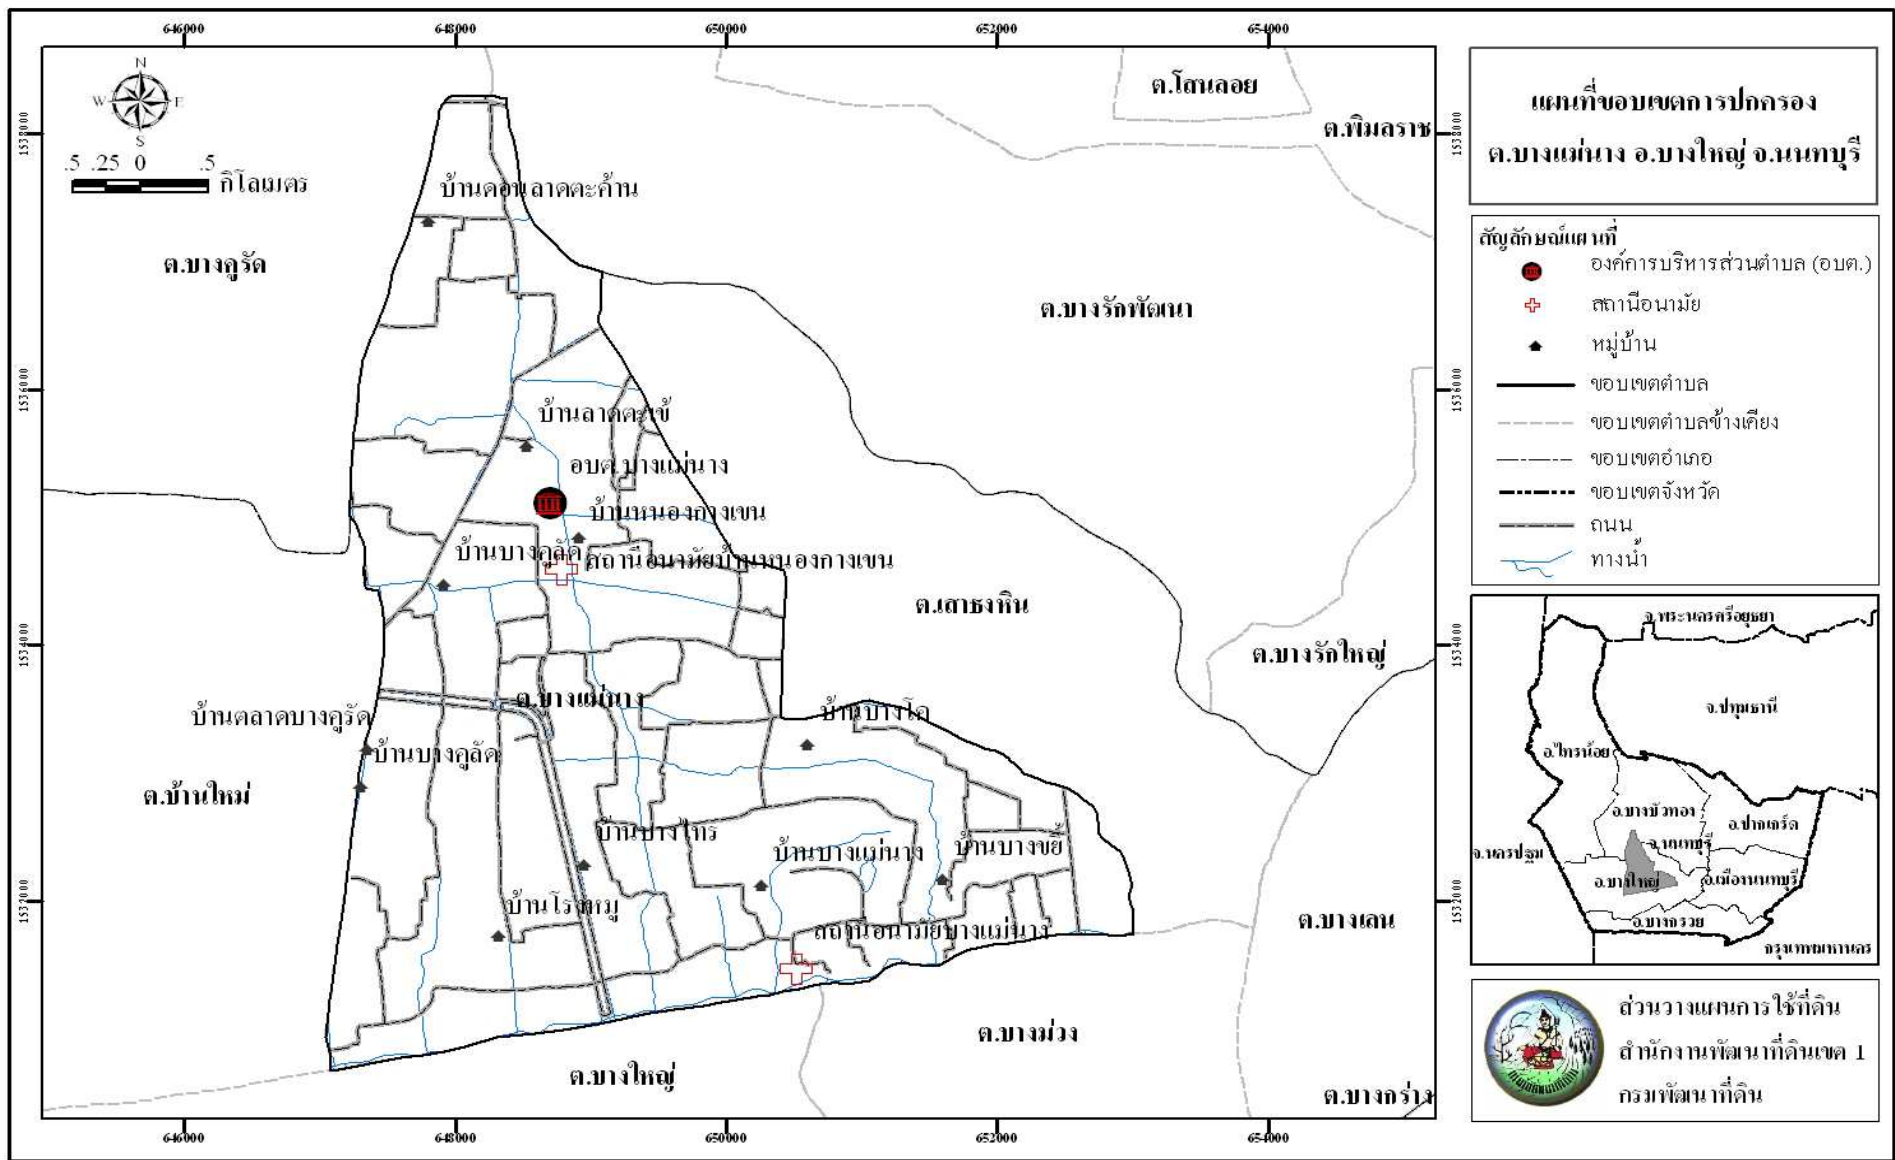 646000 648000 650000 652000 654000
N
W E
S
.5 .25 0 .5 กิโลเมตร
1538000
1536000
1534000
1532000
1538000
1536000
1534000
1532000
ต.โสนลอย
ต.พิมลราช
บ้านดอนลาดตะค้าน
ต.บางคูรัด
ต.บางรักพัฒนา
บ้านลาดตะเข้
อบต.บางแม่นาง
บ้านหนองกางเขน
บ้านบางคูลัด
สถานีอนามัยบ้านหนองกางเขน
ต.เสาธงหิน
ต.บางรักใหญ่
ต.บางแม่นาง
บ้านตลาดบางคูรัด
บ้านบางโค
บ้านบางคูลัด
ต.บ้านใหม่
บ้านบางไทร
บ้านบางแม่นาง
บ้านบางขยี้
บ้านโรงหมู
สถานีอนามัยบางแม่นาง
ต.บางเลน
ต.บางม่วง
ต.บางใหญ่
ต.บางกร่าง
646000 648000 650000 652000 654000
แผนที่ขอบเขตการปกครอง
ต.บางแม่นาง อ.บางใหญ่ จ.นนทบุรี
สัญลักษณ์แผนที่
องค์การบริหารส่วนตำบล (อบต.)
สถานีอนามัย
หมู่บ้าน
ขอบเขตตำบล
ขอบเขตตำบลข้างเคียง
ขอบเขตอำเภอ
ขอบเขตจังหวัด
ถนน
ทางน้ำ
จ.พระนครศรีอยุธยา
จ.ปทุมธานี
อ.ไทรน้อย
อ.บางบัวทอง
อ.ปากเกร็ด
จ.นนทบุรี
จ.นครปฐม
อ.บางใหญ่
อ.เมืองนนทบุรี
อ.บางกรวย
กรุงเทพมหานคร
ส่วนวางแผนการใช้ที่ดิน
สำนักงานพัฒนาที่ดินเขต 1
กรมพัฒนาที่ดิน